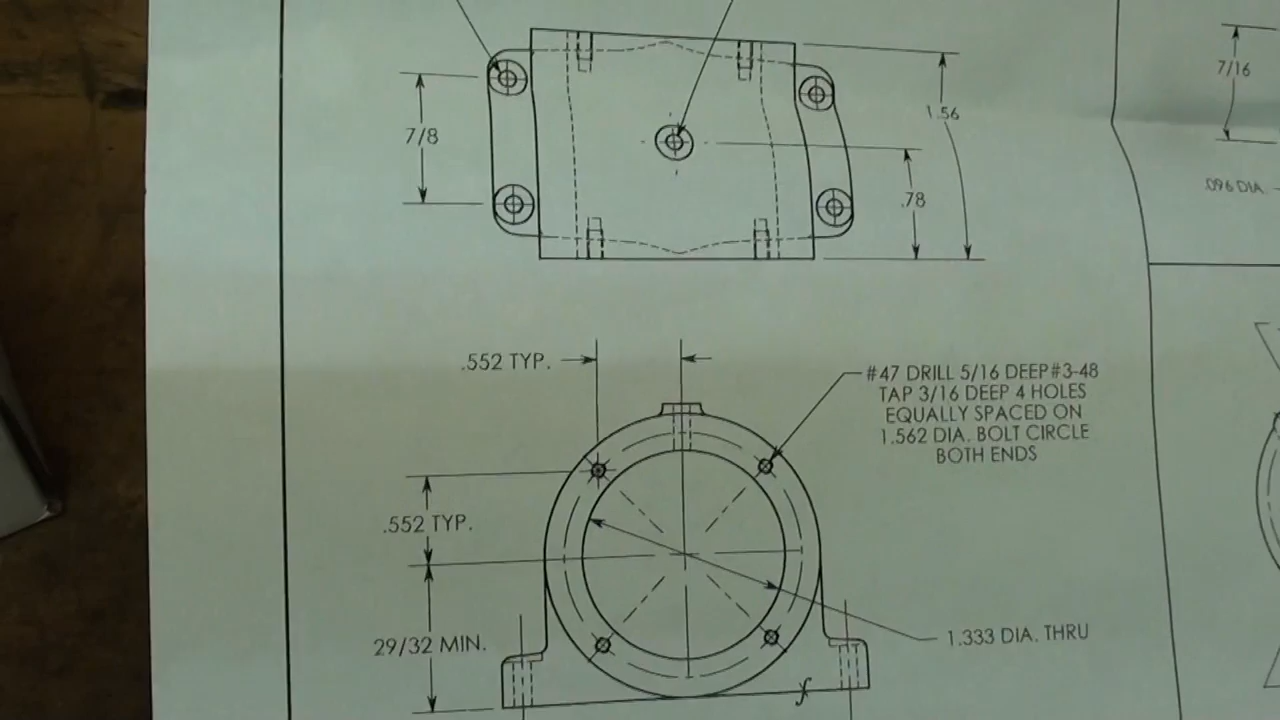 7/16
1.56
7/8
.78
.096 DIA.
.552 TYP.
#47 DRILL 5/16 DEEP#3-48
TAP 3/16 DEEP 4 HOLES
EQUALLY SPACED ON
1.562 DIA. BOLT CIRCLE
BOTH ENDS
.552 TYP.
29/32 MIN.
1.333 DIA. THRU